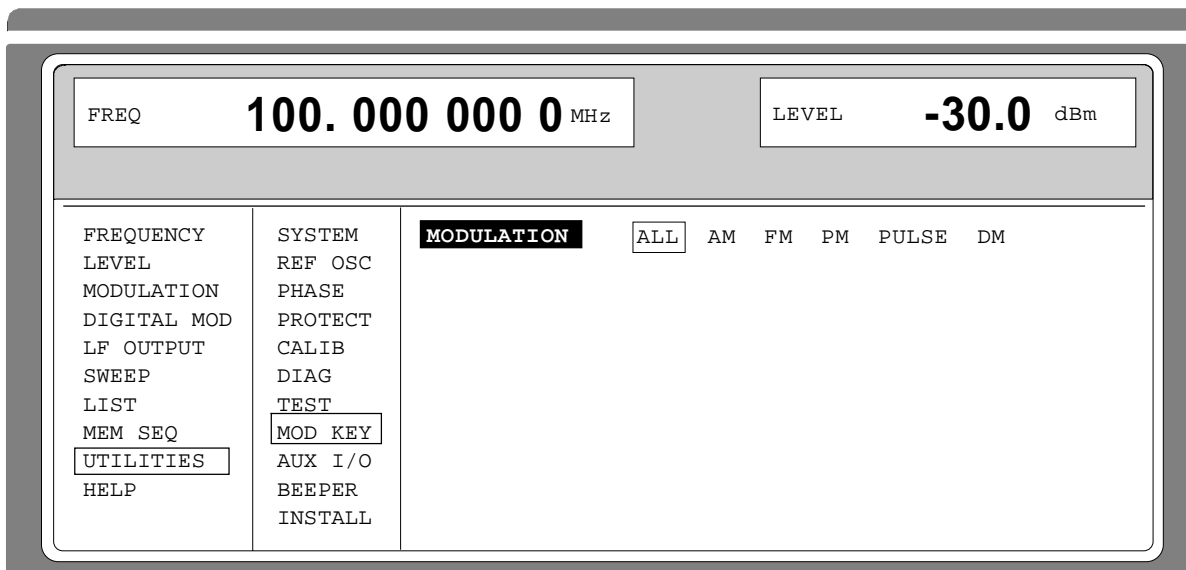 FREQ 100. 000 000 0 MHz LEVEL -30.0 dBm
FREQUENCY SYSTEM MODULATION ALL AM FM PM PULSE DM
LEVEL REF OSC
MODULATION PHASE
DIGITAL MOD PROTECT
LF OUTPUT CALIB
SWEEP DIAG
LIST TEST
MEM SEQ MOD KEY
UTILITIES AUX I/O
HELP BEEPER
INSTALL